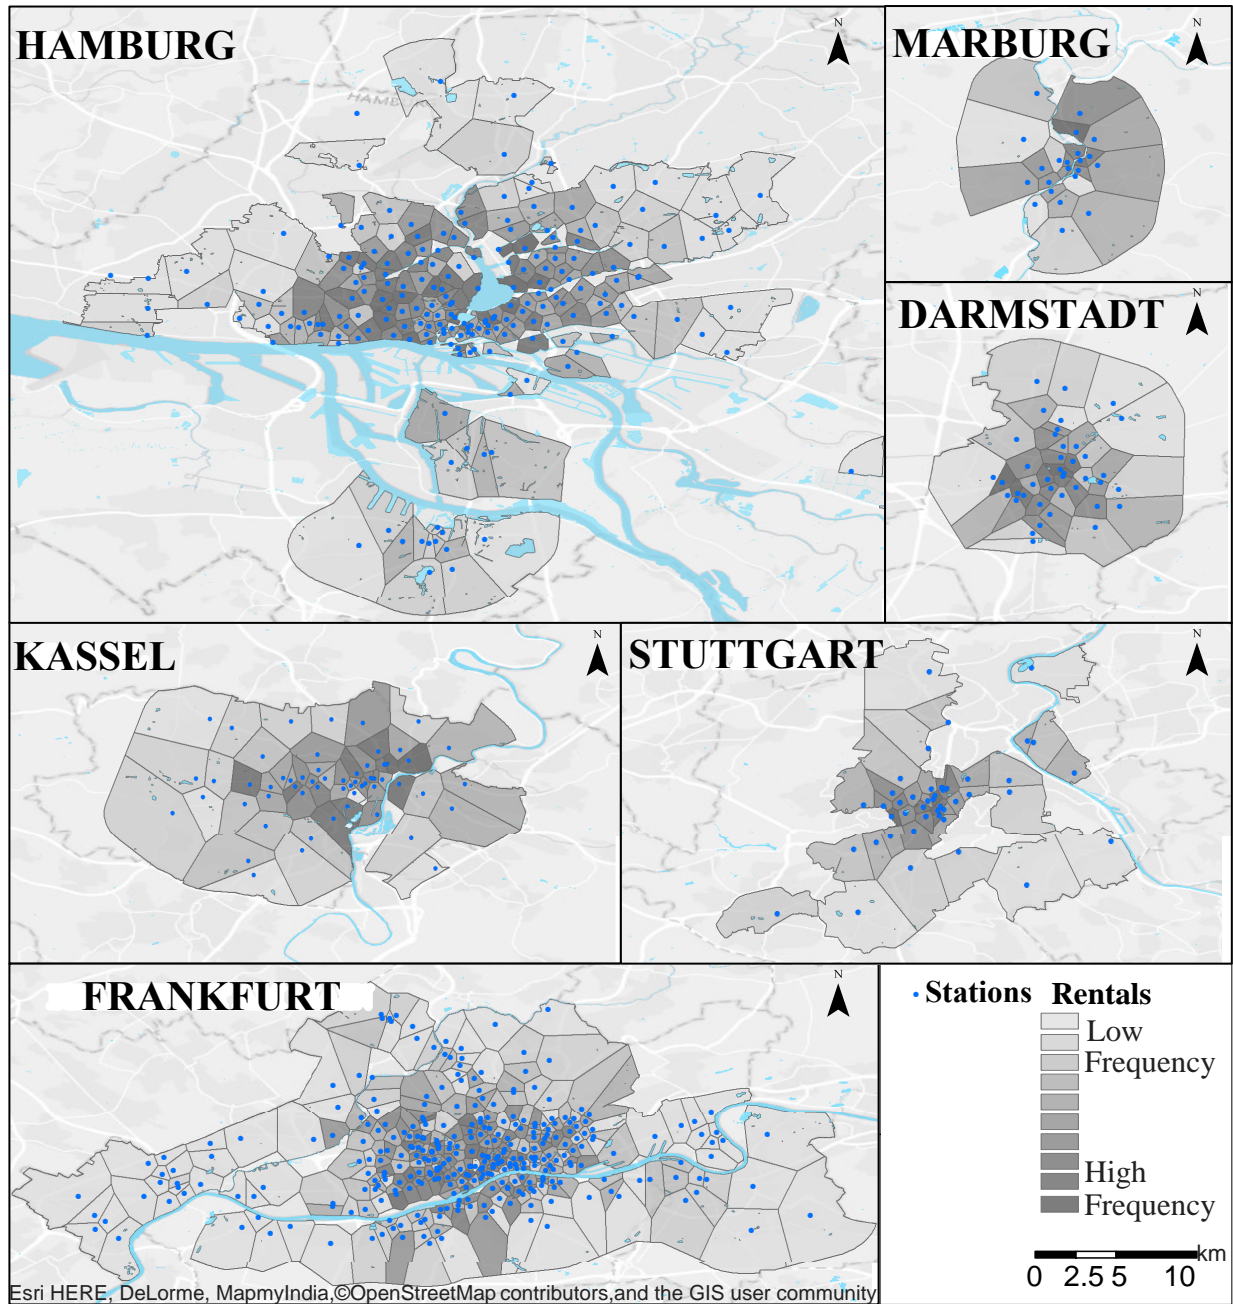 HAMBURG
N
HAMBURG
MARBURG
N
DARMSTADT
N
KASSEL
N
STUTTGART
N
FRANKFURT
N
Stations Rentals
Low
Frequency
High
Frequency
km
0 2.5 5 10
Esri HERE, DeLorme, MapmyIndia,©OpenStreetMap contributors,and the GIS user community